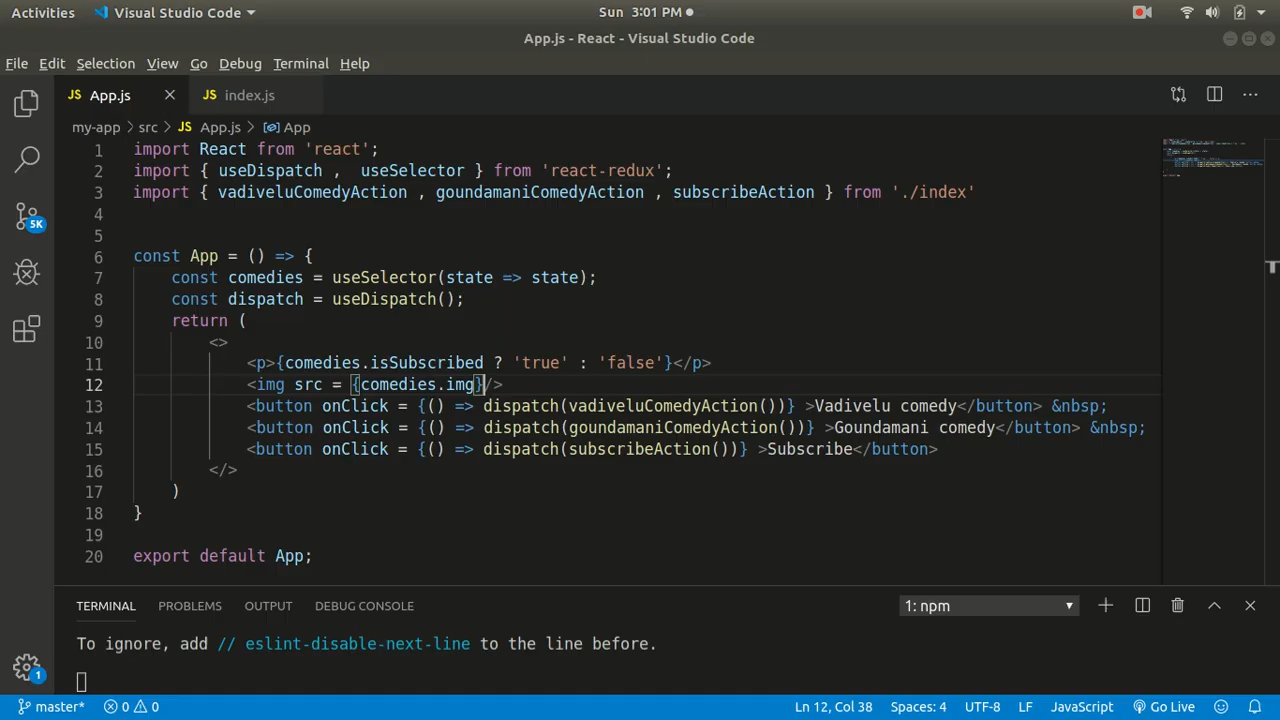 Activities Visual Studio Code Sun 3:01 PM
App.js - React - Visual Studio Code
File Edit Selection View Go Debug Terminal Help
JS App.js JS index.js
my-app > src > JS App.js > App
1 import React from 'react';
2 import { useDispatch ,  useSelector } from 'react-redux';
3 import { vadiveluComedyAction , goundamaniComedyAction , subscribeAction } from './index'
4
5
6 const App = () => {
7 const comedies = useSelector(state => state);
8 const dispatch = useDispatch();
9 return (
10 <>
11 <p>{comedies.isSubscribed ? 'true' : 'false'}</p>
12 <img src = {comedies.img}/>
13 <button onClick = {() => dispatch(vadiveluComedyAction())} >Vadivelu comedy</button> &nbsp;
14 <button onClick = {() => dispatch(goundamaniComedyAction())} >Goundamani comedy</button> &nbsp;
15 <button onClick = {() => dispatch(subscribeAction())} >Subscribe</button>
16 </>
17 )
18 }
19
20 export default App;
5K
TERMINAL PROBLEMS OUTPUT DEBUG CONSOLE 1: npm
To ignore, add // eslint-disable-next-line to the line before.
1
master* 0 0 Ln 12, Col 38 Spaces: 4 UTF-8 LF JavaScript Go Live